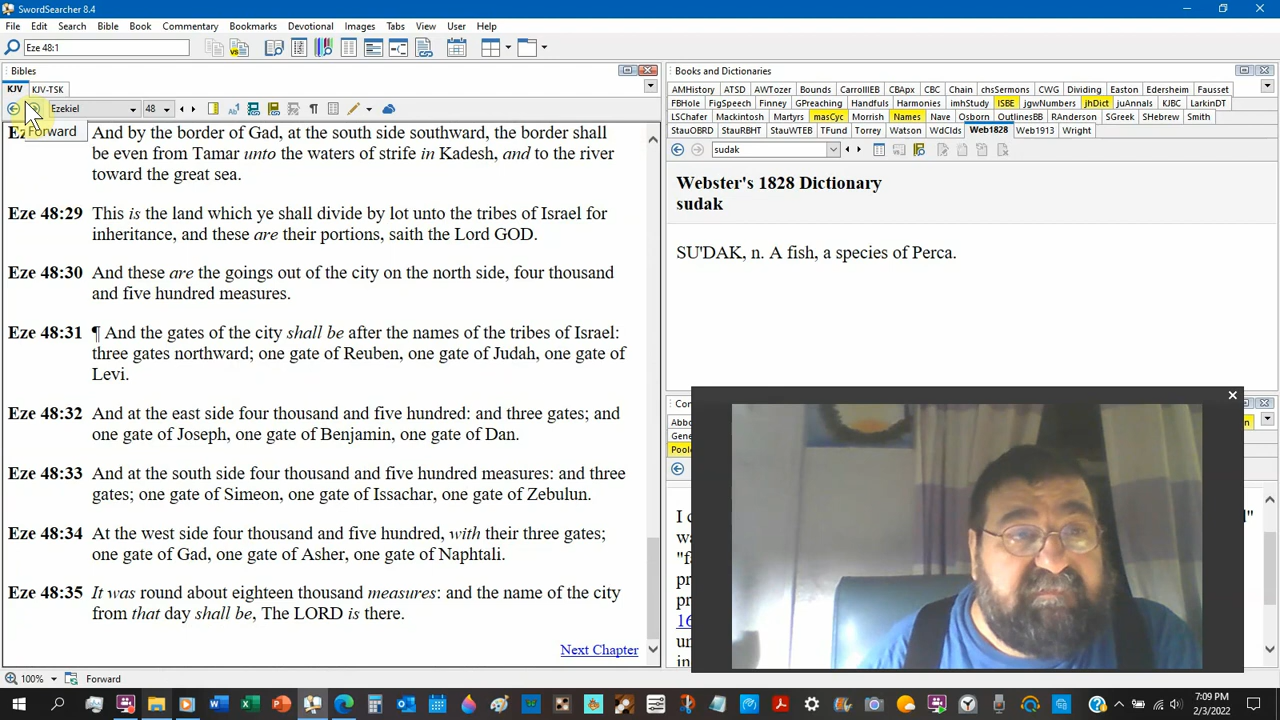 SwordSearcher 8.4
File Edit Search Bible Book Commentary Bookmarks Devotional Images Tabs View User Help
Eze 48:1
Bibles
KJV KJV-TSK
Ezekiel 48
Forward
And by the border of Gad, at the south side southward, the border shall
be even from Tamar unto the waters of strife in Kadesh, and to the river
toward the great sea.
Eze 48:29 This is the land which ye shall divide by lot unto the tribes of Israel for
inheritance, and these are their portions, saith the Lord GOD.
Eze 48:30 And these are the goings out of the city on the north side, four thousand
and five hundred measures.
Eze 48:31 ¶ And the gates of the city shall be after the names of the tribes of Israel:
three gates northward; one gate of Reuben, one gate of Judah, one gate of
Levi.
Eze 48:32 And at the east side four thousand and five hundred: and three gates; and
one gate of Joseph, one gate of Benjamin, one gate of Dan.
Eze 48:33 And at the south side four thousand and five hundred measures: and three
gates; one gate of Simeon, one gate of Issachar, one gate of Zebulun.
Eze 48:34 At the west side four thousand and five hundred, with their three gates;
one gate of Gad, one gate of Asher, one gate of Naphtali.
Eze 48:35 It was round about eighteen thousand measures: and the name of the city
from that day shall be, The LORD is there.
Next Chapter
100% Forward
Books and Dictionaries
AMHistory ATSD AWTozer Bounds CarrollEB CBApx CBC Chain chsSermons CWG Dividing Easton Ederseim Fausset
FBHole FigSpeech Finney GPreaching Handfuls Harmonies imhStudy ISBE jgwNumbers jhDict juAnnals KJBC LarkinDT
LSChafer Mackintosh Martyrs masCyc Morrish Names Nave Osborn OutlinesBB RAnderson SGreek SHebrew Smith
StauOBRD StauRBHT StauWTEB TFund Torrey Watson WdClds Web1828 Web1913 Wright
sudak
Webster's 1828 Dictionary
sudak
SU'DAK, n. A fish, a species of Perca.
7:09 PM
2/3/2022